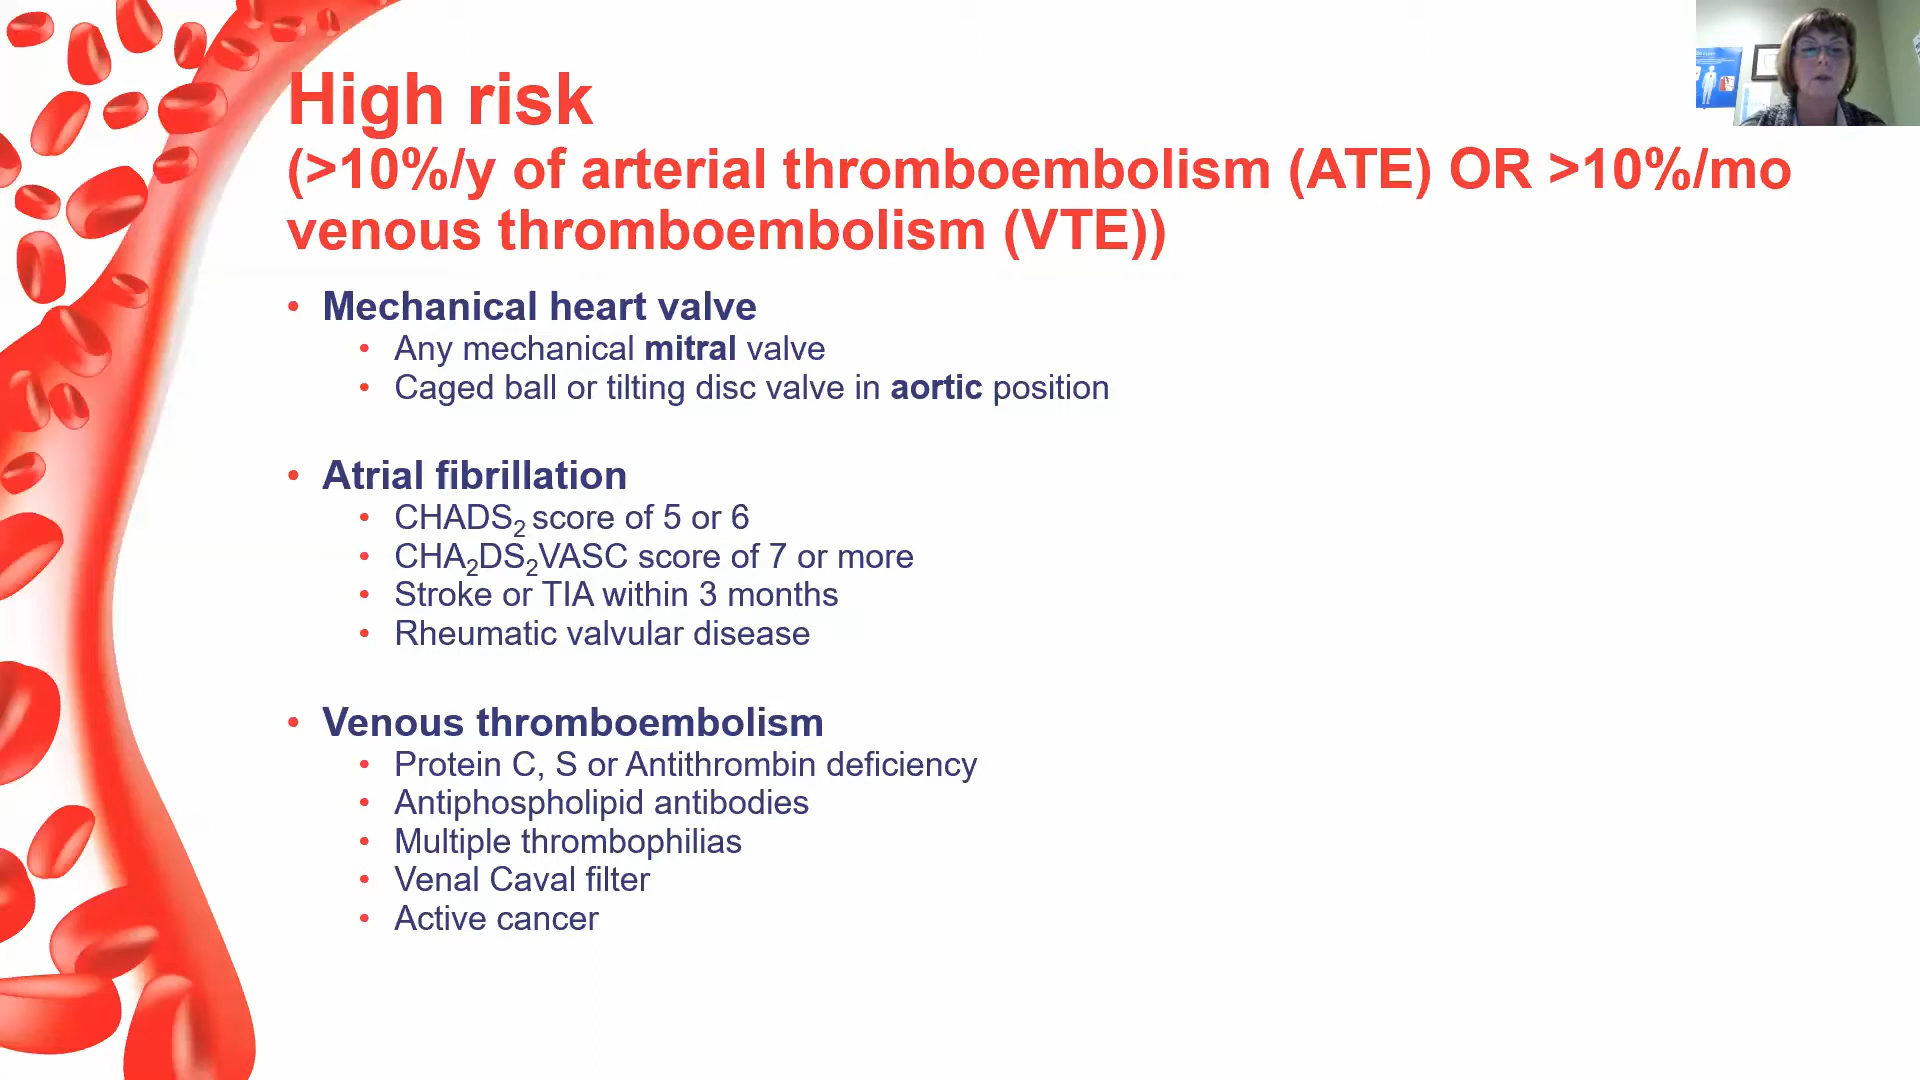 High risk
(>10%/y of arterial thromboembolism (ATE) OR >10%/mo
venous thromboembolism (VTE))
• Mechanical heart valve
• Any mechanical mitral valve
• Caged ball or tilting disc valve in aortic position
• Atrial fibrillation
• CHADS₂ score of 5 or 6
• CHA₂DS₂VASC score of 7 or more
• Stroke or TIA within 3 months
• Rheumatic valvular disease
• Venous thromboembolism
• Protein C, S or Antithrombin deficiency
• Antiphospholipid antibodies
• Multiple thrombophilias
• Venal Caval filter
• Active cancer